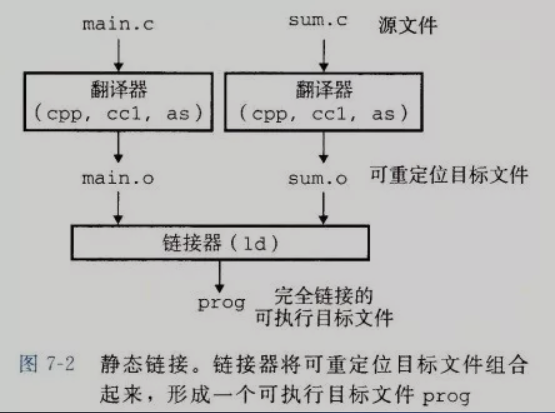 main.c sum.c 源文件
翻译器 翻译器
(cpp, cc1, as) (cpp, cc1, as)
main.o sum.o 可重定位目标文件
链接器(ld)
prog 完全链接的
可执行目标文件
图 7-2 静态链接。链接器将可重定位目标文件组合
起来，形成一个可执行目标文件 prog